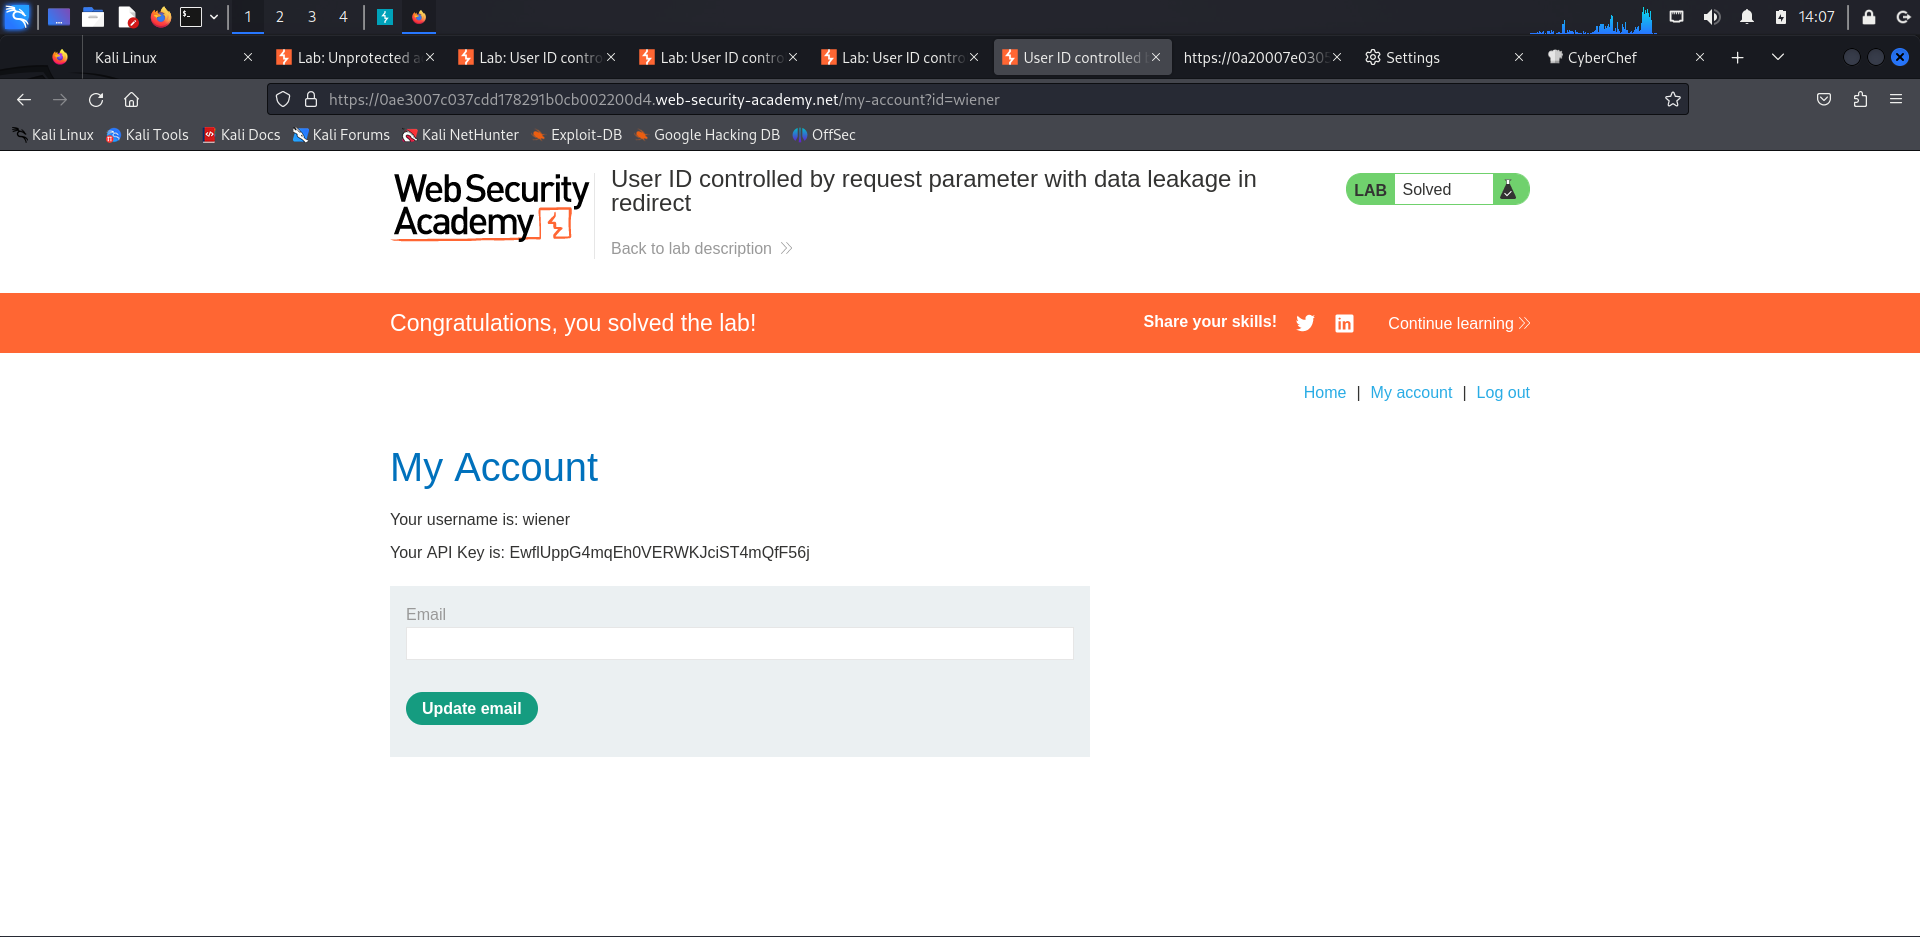 1 2 3 4 14:07
Kali Linux
Lab: Unprotected a
Lab: User ID contro
Lab: User ID contro
Lab: User ID contro
User ID controlled
https://0a20007e0305
Settings
CyberChef
https://0ae3007c037cdd178291b0cb002200d4.web-security-academy.net/my-account?id=wiener
Kali Linux Kali Tools Kali Docs Kali Forums Kali NetHunter Exploit-DB Google Hacking DB OffSec
Web Security
Academy
User ID controlled by request parameter with data leakage in
redirect
LAB Solved
Back to lab description
Congratulations, you solved the lab!
Share your skills!
Continue learning
Home | My account | Log out
My Account
Your username is: wiener
Your API Key is: EwflUppG4mqEh0VERWKJciST4mQfF56j
Email
Update email